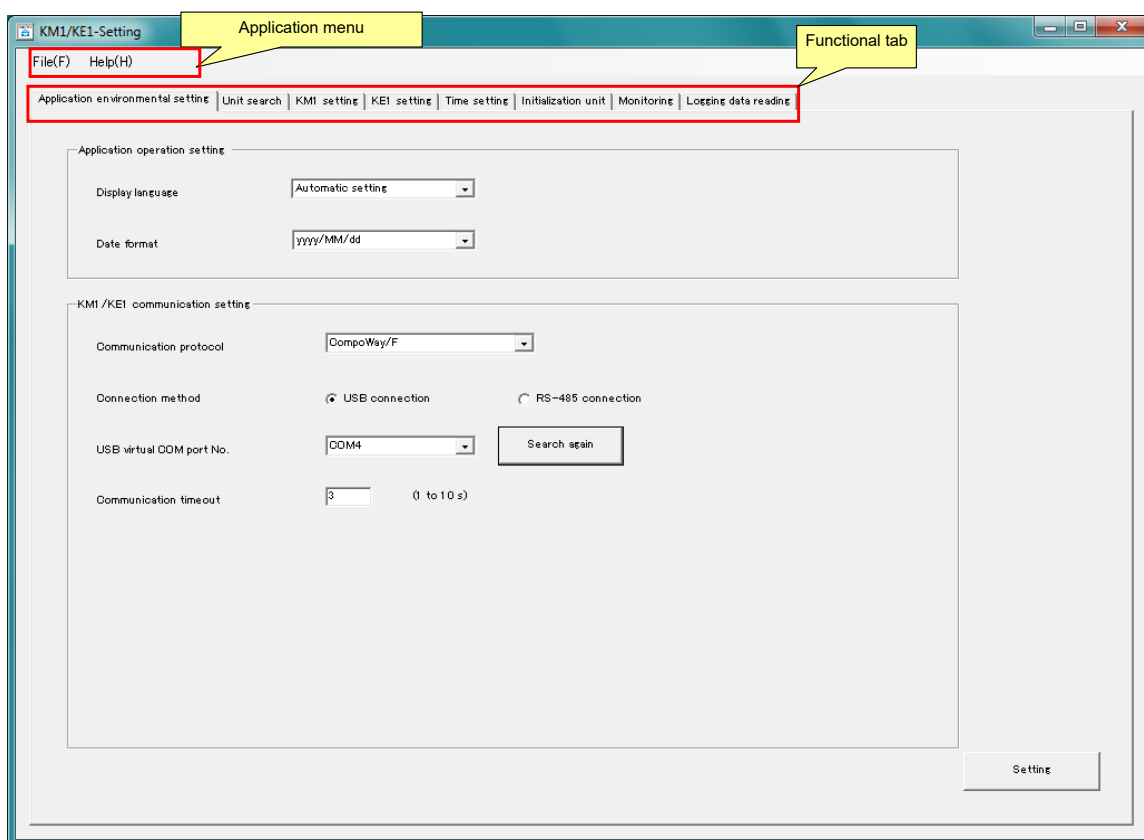 KM1/KE1-Setting
Application menu
Functional tab
File(F) Help(H)
Application environmental setting Unit search KM1 setting KE1 setting Time setting Initialization unit Monitoring Logging data reading
Application operation setting
Display language Automatic setting
Date format yyyy/MM/dd
KM1/KE1 communication setting
Communication protocol CompoWay/F
Connection method USB connection RS-485 connection
USB virtual COM port No. COM4 Search again
Communication timeout 3 (1 to 10 s)
Setting